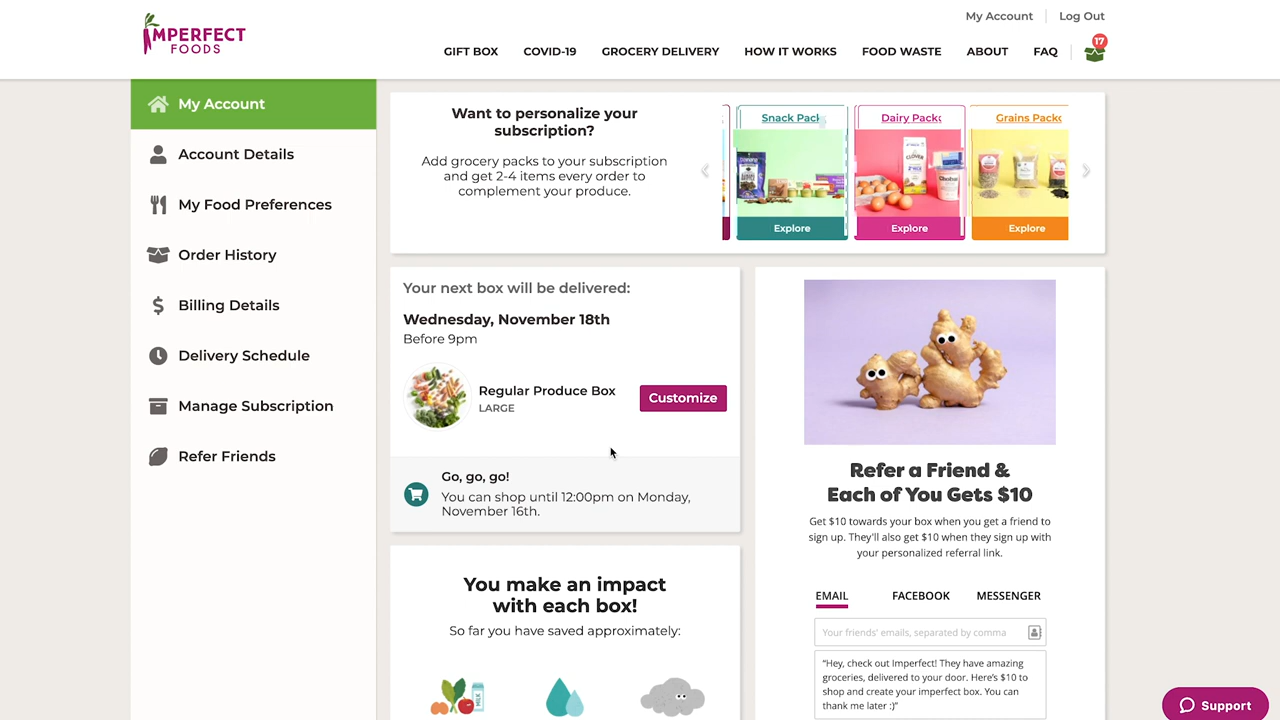 IMPERFECT
FOODS
My Account
Log Out
GIFT BOX
COVID-19
GROCERY DELIVERY
HOW IT WORKS
FOOD WASTE
ABOUT
FAQ
17
My Account
Account Details
My Food Preferences
Order History
Billing Details
Delivery Schedule
Manage Subscription
Refer Friends
Want to personalize your
subscription?
Add grocery packs to your subscription
and get 2-4 items every order to
complement your produce.
Snack Pack
Dairy Packs
Grains Packs
CLOVER
Chobani
Explore
Explore
Explore
Your next box will be delivered:
Wednesday, November 18th
Before 9pm
Regular Produce Box
LARGE
Customize
Go, go, go!
You can shop until 12:00pm on Monday,
November 16th.
You make an impact
with each box!
So far you have saved approximately:
MILK
Refer a Friend &
Each of You Gets $10
Get $10 towards your box when you get a friend to
sign up. They'll also get $10 when they sign up with
your personalized referral link.
EMAIL
FACEBOOK
MESSENGER
Your friends' emails, separated by comma
"Hey, check out Imperfect! They have amazing
groceries, delivered to your door. Here's $10 to
shop and create your imperfect box. You can
thank me later :)"
Support